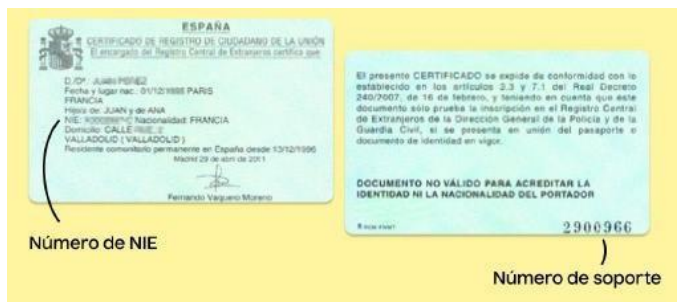 ESPAÑA
CERTIFICADO DE REGISTRO DE CIUDADANO DE LA UNIÓN
El encargado del Registro Central de Extranjeros certifica que
D./Dª.: JUAN PÉREZ
Fecha y lugar nac.: 01/12/1986 PARIS
FRANCIA
Hijo/a de: JUAN y de ANA
NIE: Nacionalidad: FRANCIA
Domicilio: CALLE
VALLADOLID ( VALLADOLID )
Residente comunitario permanente en España desde 13/12/1996
Madrid 29 de abril de 2011
Fernando Vaquero Moreno
Número de NIE
El presente CERTIFICADO se expide de conformidad con lo
establecido en los artículos 2.3 y 7.1 del Real Decreto
240/2007, de 16 de febrero, y teniendo en cuenta que este
documento sólo prueba la inscripción en el Registro Central
de Extranjeros de la Dirección General de la Policía y de la
Guardia Civil, si se presenta en unión del pasaporte o
documento de identidad en vigor.
DOCUMENTO NO VÁLIDO PARA ACREDITAR LA
IDENTIDAD NI LA NACIONALIDAD DEL PORTADOR
2900966
Número de soporte